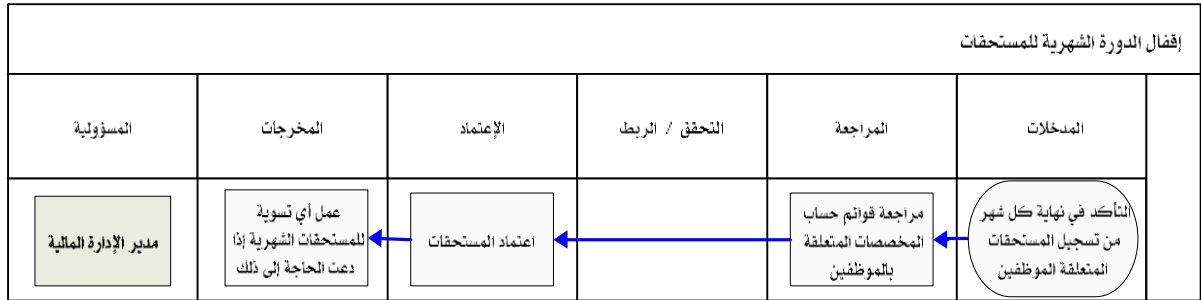 إقفال الدورة الشهرية للمستحقات
المدخلات
المراجعة
التحقق / الربط
الإعتماد
المخرجات
المسؤولية
التأكد في نهاية كل شهر
من تسجيل المستحقات
المتعلقة الموظفين
مراجعة قوائم حساب
المخصصات المتعلقة
بالموظفين
اعتماد المستحقات
عمل أي تسوية
للمستحقات الشهرية إذا
دعت الحاجة إلى ذلك
مدير الإدارة المالية